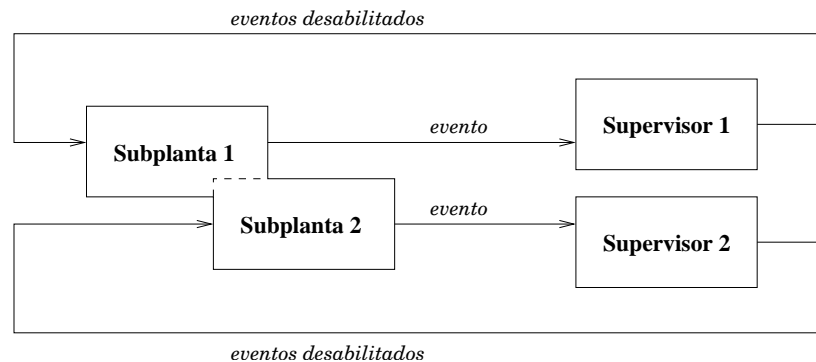 eventos desabilitados
evento
Supervisor 1
Subplanta 1
evento
Subplanta 2
Supervisor 2
eventos desabilitados